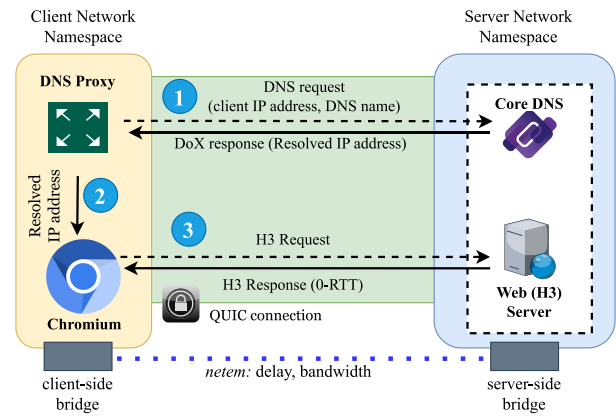 Client Network
Namespace
Server Network
Namespace
DNS Proxy
1
DNS request
(client IP address, DNS name)
Core DNS
DoX response (Resolved IP address)
Resolved
IP address
2
3
H3 Request
H3 Response (0-RTT)
Chromium
QUIC connection
Web (H3)
Server
client-side
bridge
netem: delay, bandwidth
server-side
bridge